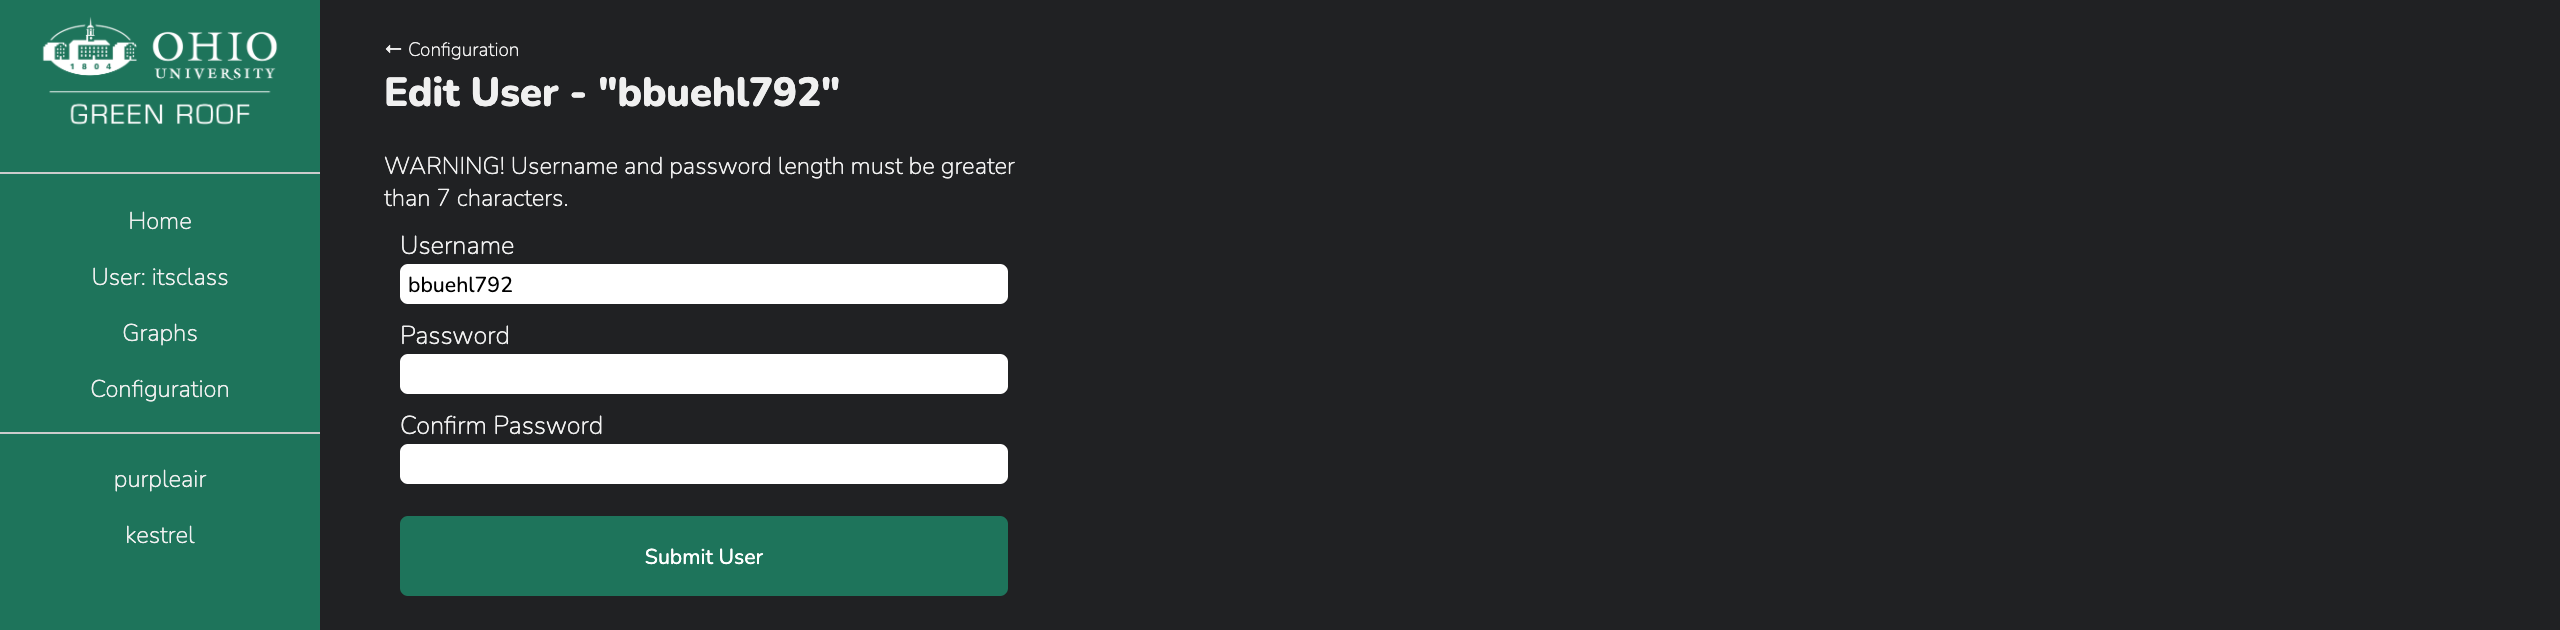 OHIO
UNIVERSITY
1804
GREEN ROOF
Home
User: itsclass
Graphs
Configuration
purpleair
kestrel
← Configuration
Edit User - "bbuehl792"
WARNING! Username and password length must be greater
than 7 characters.
Username
bbuehl792
Password
Confirm Password
Submit User